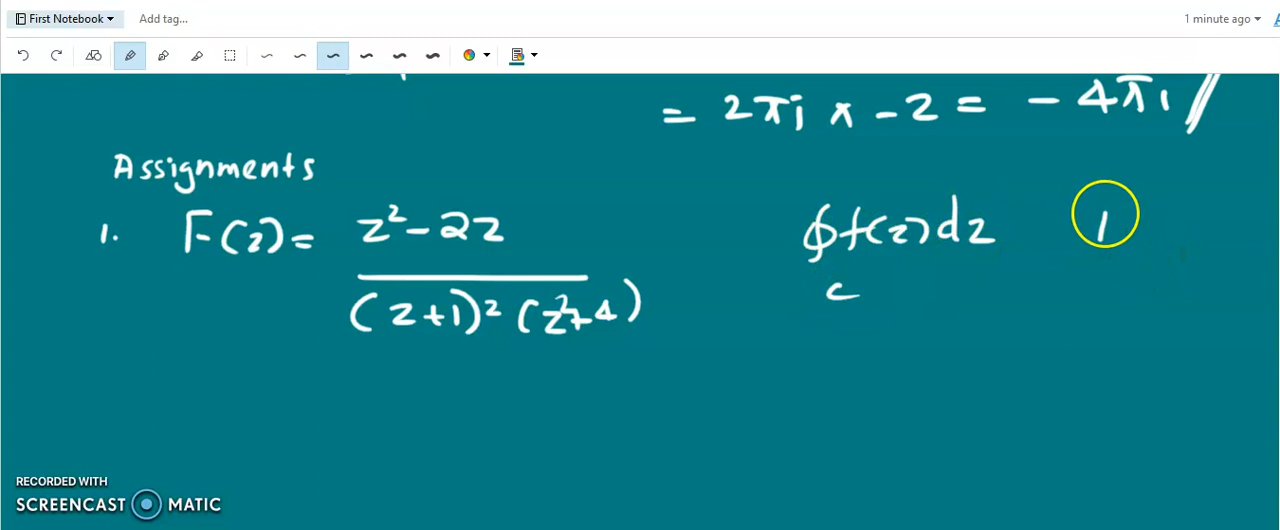 First Notebook Add tag... 1 minute ago
= 2πi x -2 = -4πi //
Assignments
1. F(z) = z² - 2z ∮f(z)dz 1
(z+1)² (z²+4) c
RECORDED WITH
SCREENCAST MATIC